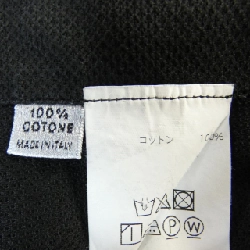 100%
COTONE
MADE IN ITALY
コットン 100%
P W